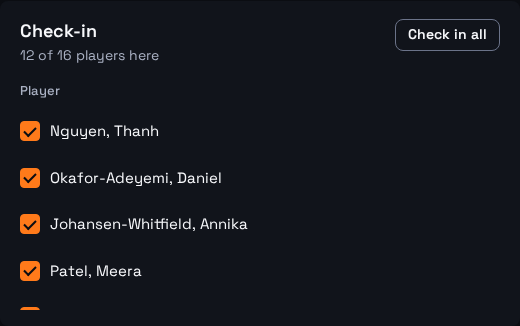 Check-in
12 of 16 players here
Check in all
Player
Nguyen, Thanh
Okafor-Adeyemi, Daniel
Johansen-Whitfield, Annika
Patel, Meera